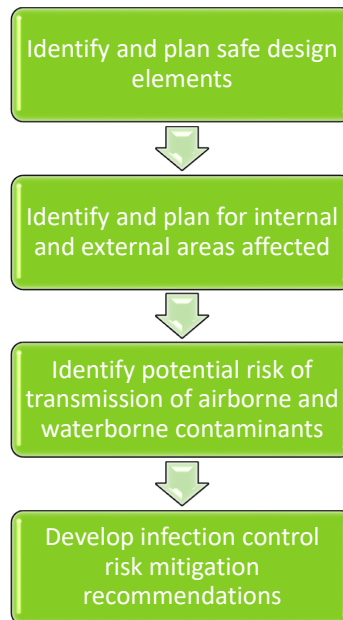 Identify and plan safe design
elements
Identify and plan for internal
and external areas affected
Identify potential risk of
transmission of airborne and
waterborne contaminants
Develop infection control
risk mitigation
recommendations